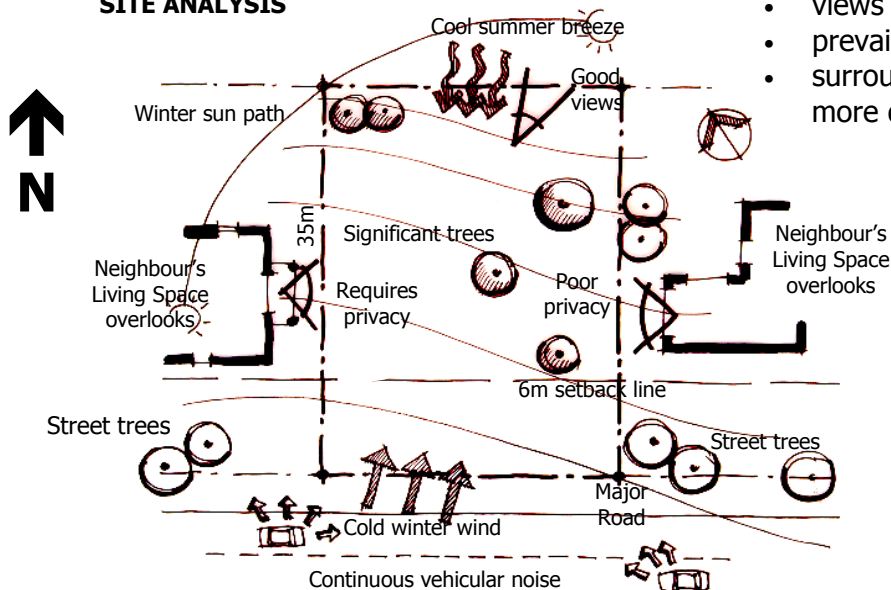 SITE ANALYSIS
• views
• prevai
• surrou
more
Cool summer breeze
Good
views
Winter sun path
N
35m
Significant trees
Neighbour's
Living Space
overlooks
Requires
privacy
Poor
privacy
Neighbour's
Living Space
overlooks
6m setback line
Street trees
Street trees
Major
Road
Cold winter wind
Continuous vehicular noise